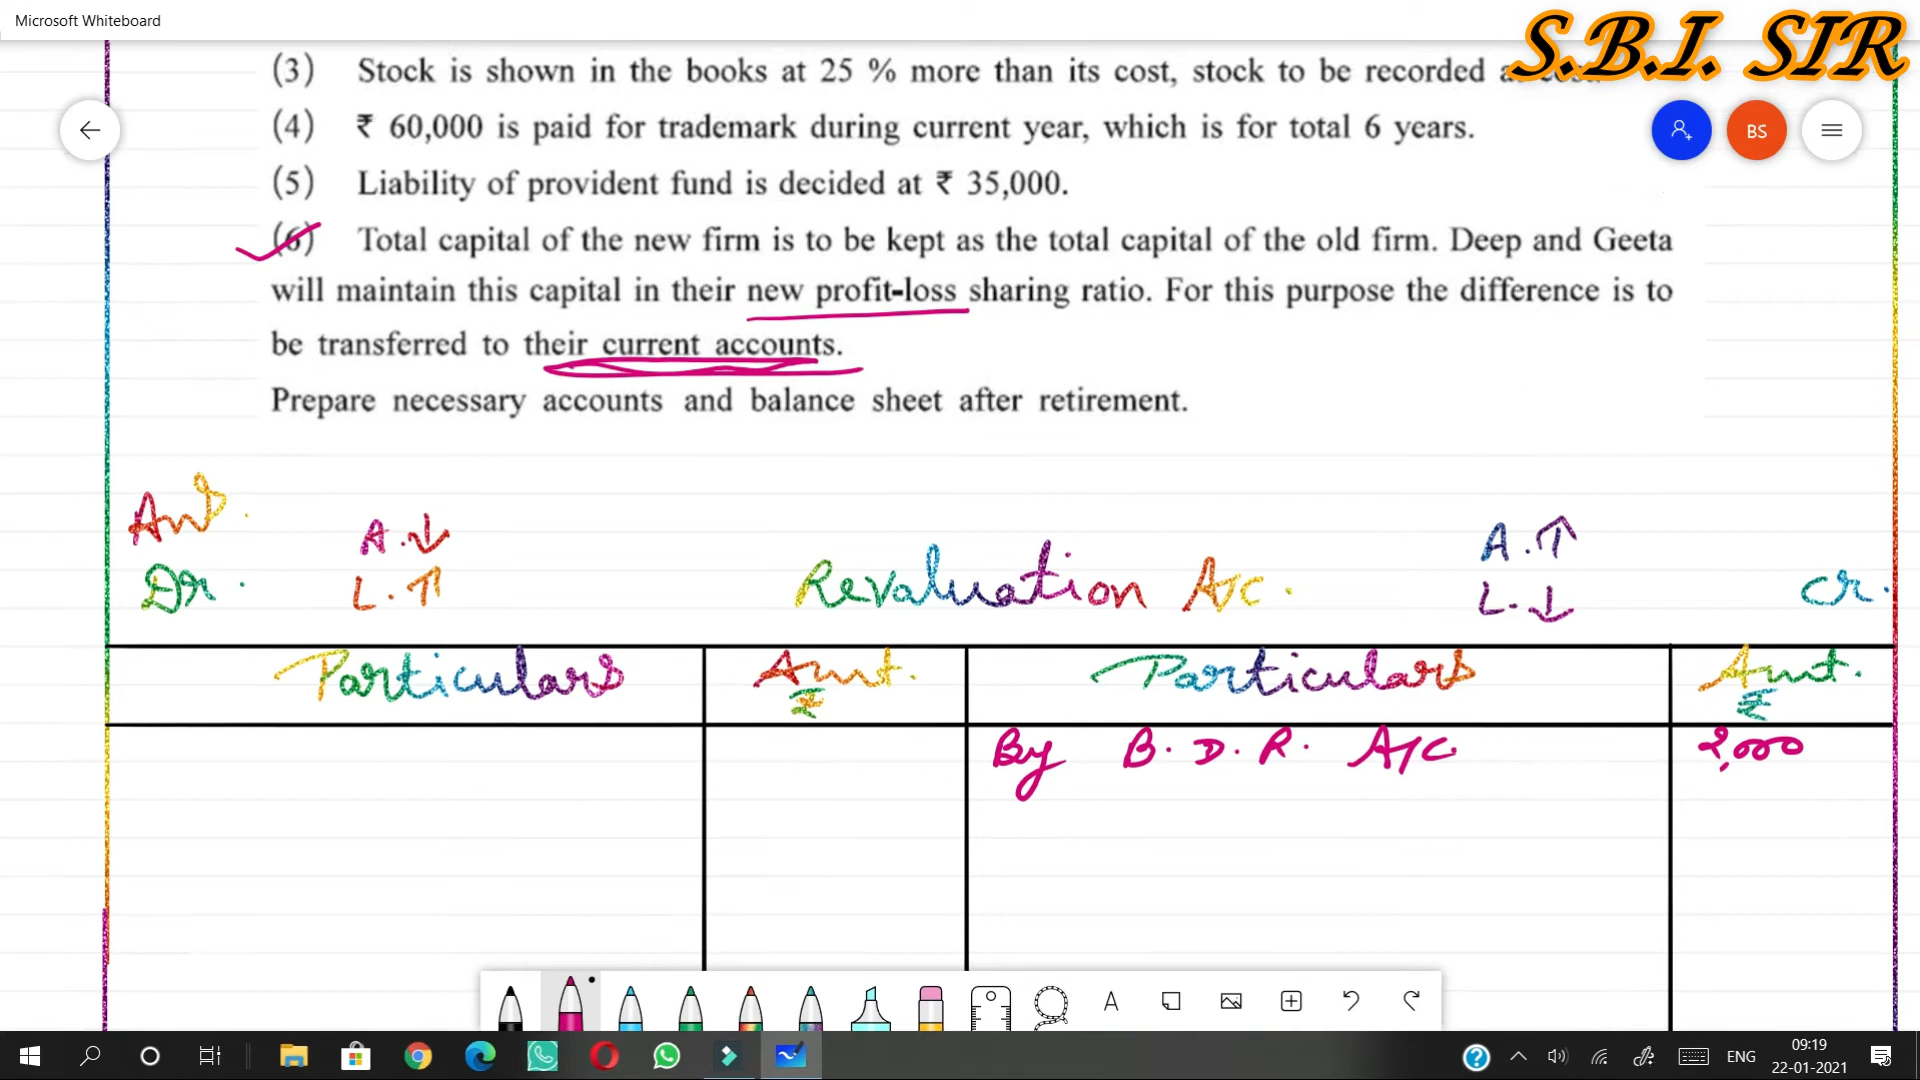 Microsoft Whiteboard
S.B.I. SIR
(3) Stock is shown in the books at 25 % more than its cost, stock to be recorded at cost.
(4) ₹ 60,000 is paid for trademark during current year, which is for total 6 years.
BS
(5) Liability of provident fund is decided at ₹ 35,000.
(6) Total capital of the new firm is to be kept as the total capital of the old firm. Deep and Geeta
will maintain this capital in their new profit-loss sharing ratio. For this purpose the difference is to
be transferred to their current accounts.
Prepare necessary accounts and balance sheet after retirement.
Ans.
A.↓ A.↑
Dr. L.↑ Revaluation A/c. L.↓ Cr.
Particulars Amt. ₹ Particulars Amt. ₹
By B. D. R. A/c. 2,000
A
ENG
09:19
22-01-2021